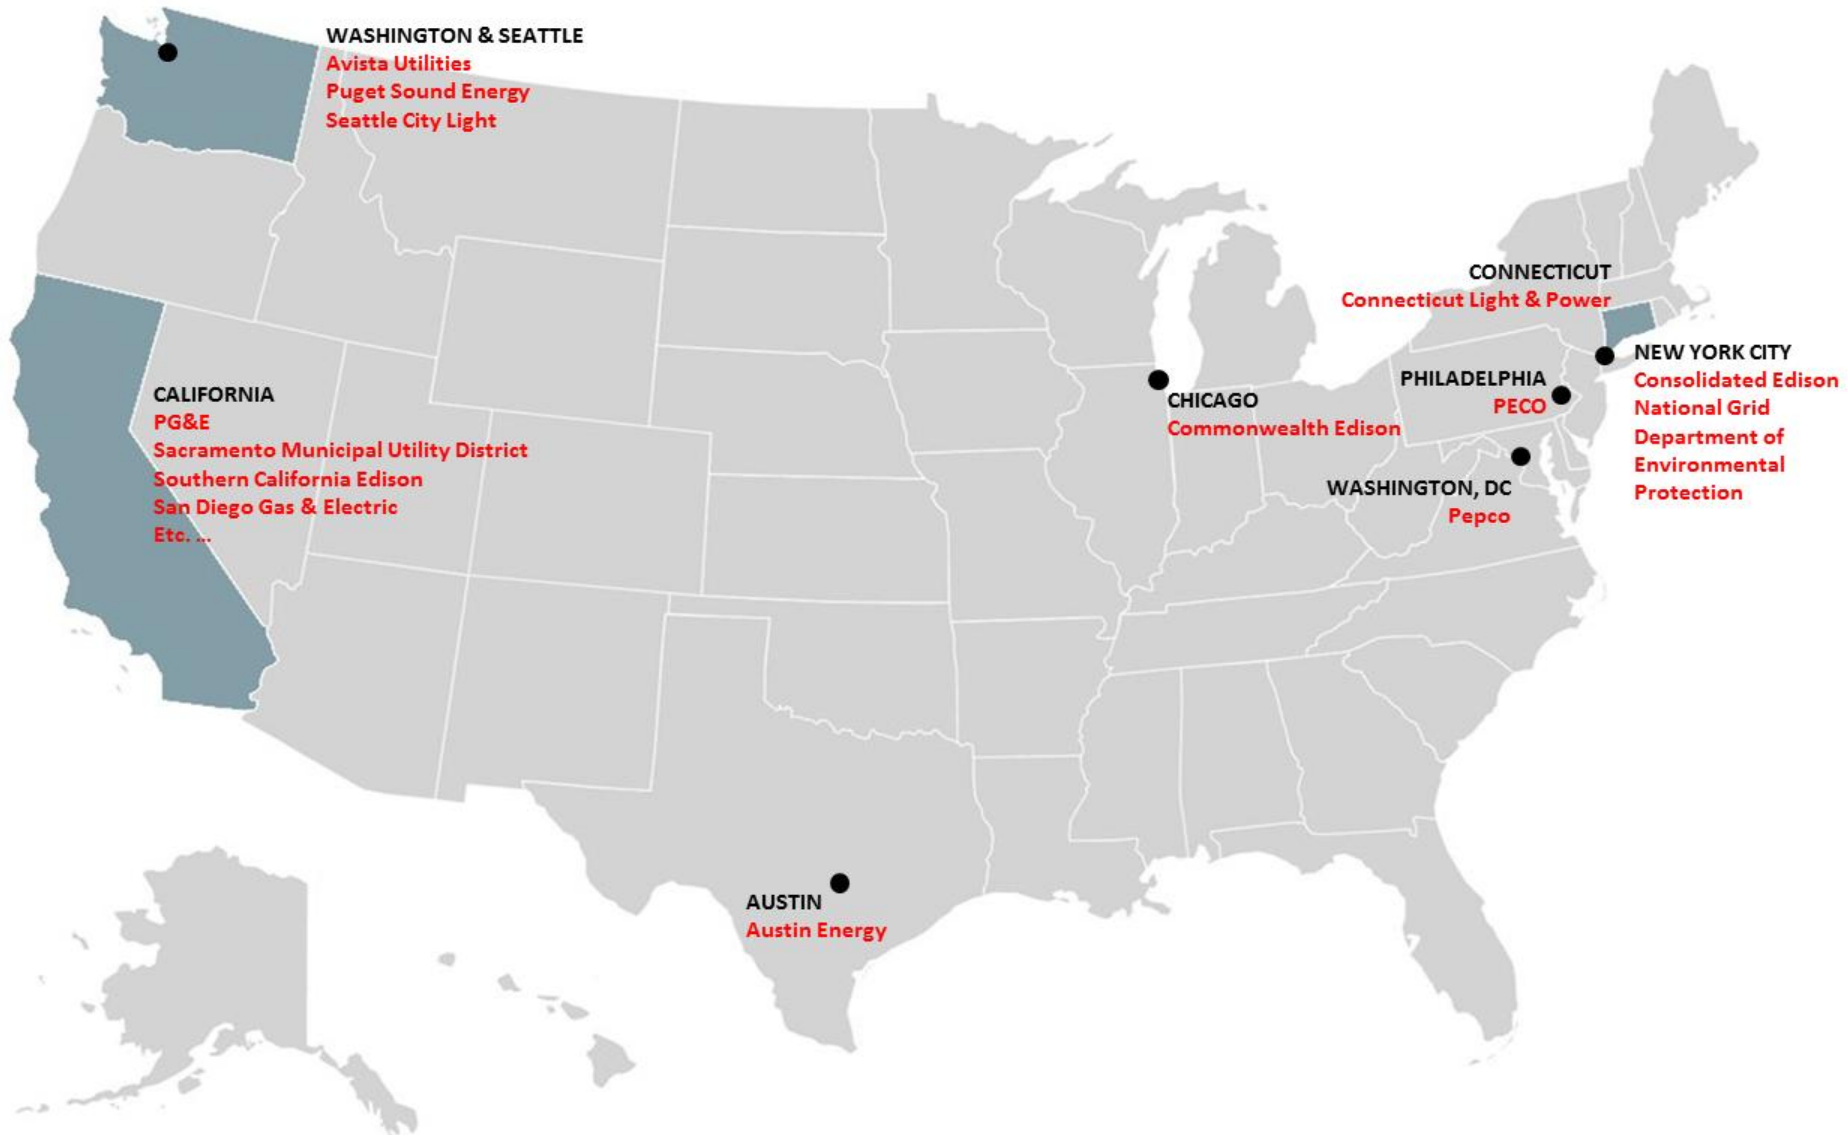 WASHINGTON & SEATTLE
Avista Utilities
Puget Sound Energy
Seattle City Light
CONNECTICUT
Connecticut Light & Power
NEW YORK CITY
Consolidated Edison
National Grid
Department of
Environmental
Protection
PHILADELPHIA
PECO
CHICAGO
Commonwealth Edison
CALIFORNIA
PG&E
Sacramento Municipal Utility District
Southern California Edison
San Diego Gas & Electric
Etc. ...
WASHINGTON, DC
Pepco
AUSTIN
Austin Energy